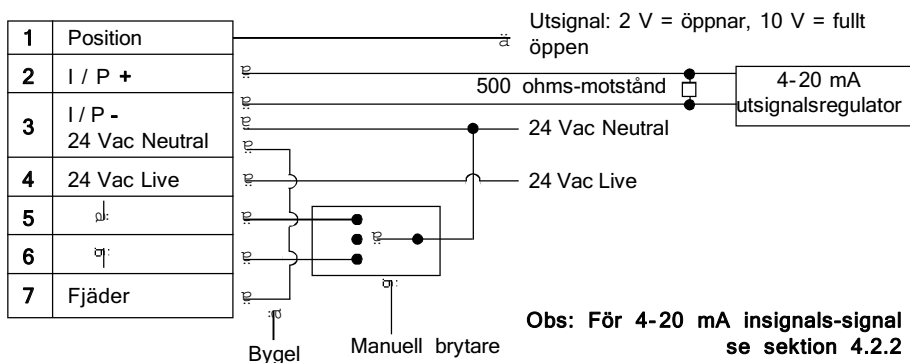 Utsignal: 2 V = öppnar, 10 V = fullt
öppen
1 Position
2 I / P +
500 ohms-motstånd
4-20 mA
utsignalsregulator
3 I / P -
24 Vac Neutral
24 Vac Neutral
4 24 Vac Live
24 Vac Live
5
6
7 Fjäder
Bygel
Manuell brytare
Obs: För 4-20 mA insignals-signal
se sektion 4.2.2